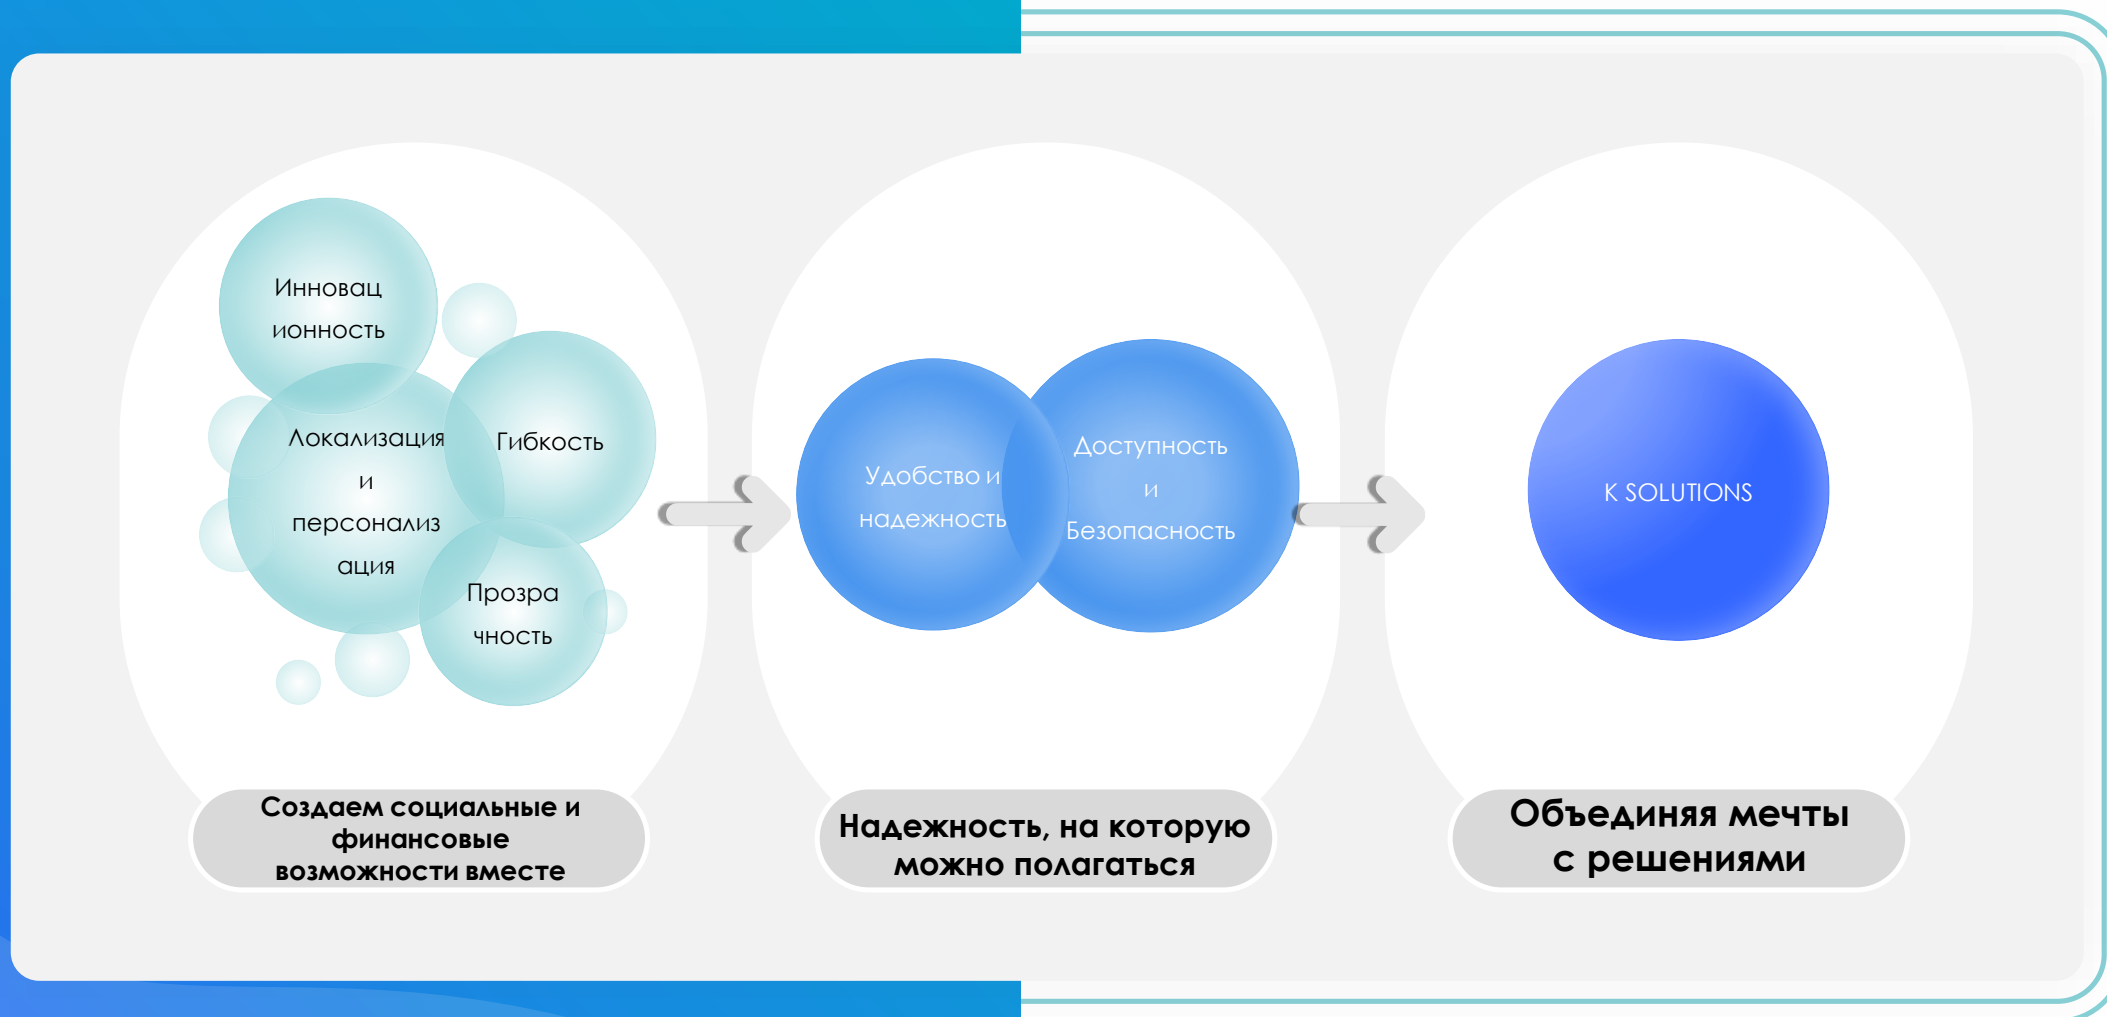 Инновац
ионность
Локализация
и
персонализ
ация
Гибкость
Прозра
чность
Создаем социальные и
финансовые
возможности вместе
Удобство и
надежность
Доступность
и
Безопасность
Надежность, на которую
можно полагаться
K SOLUTIONS
Объединяя мечты
с решениями